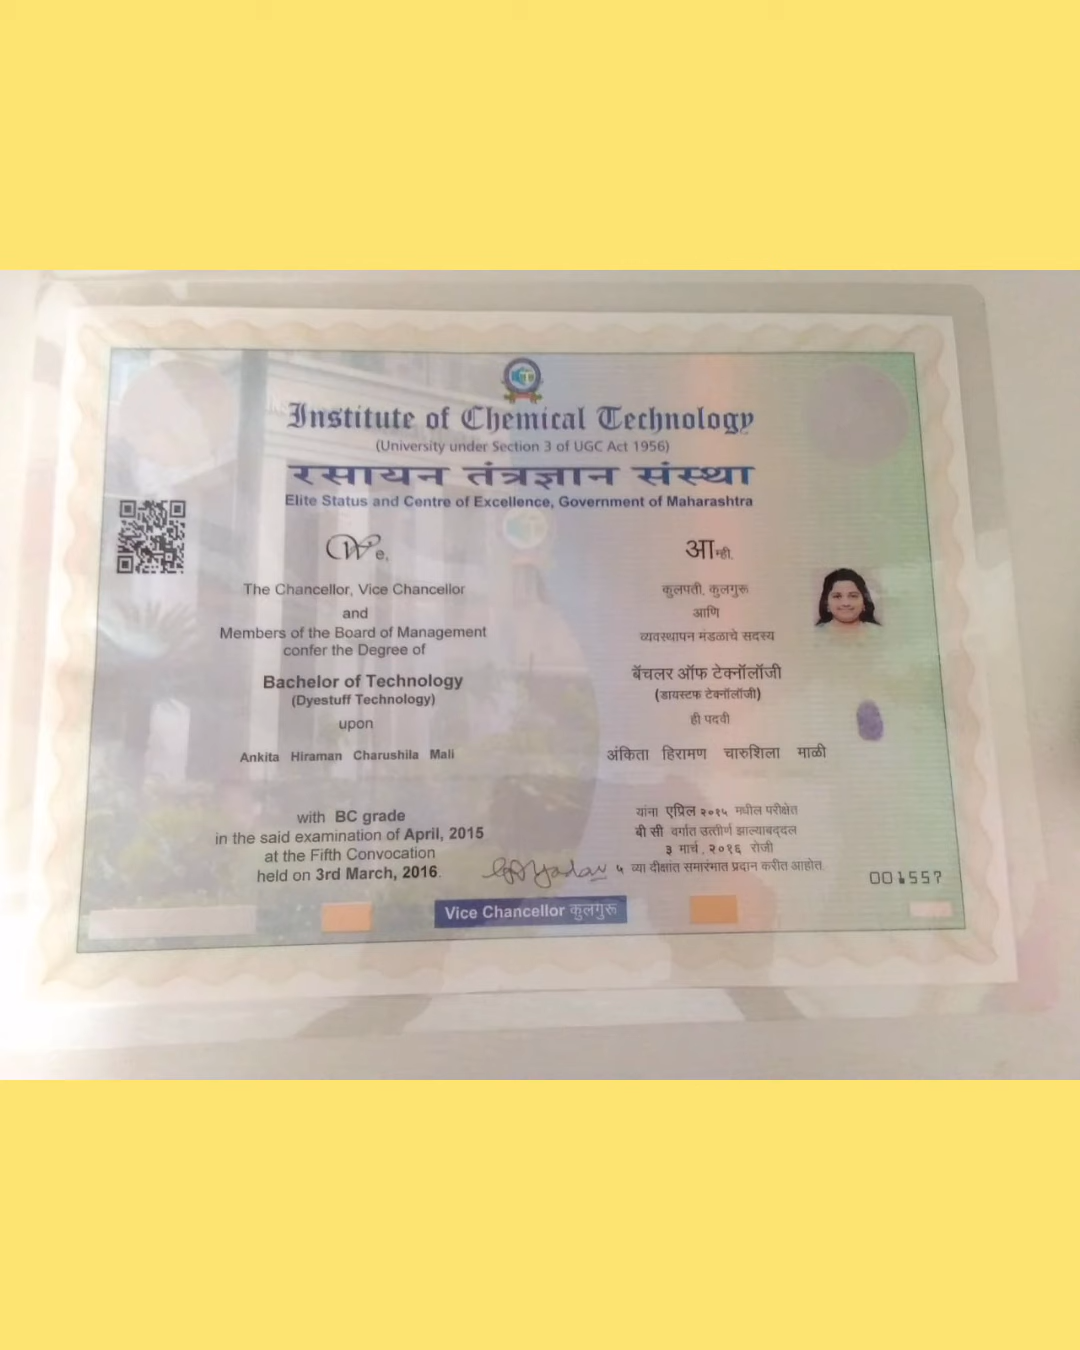 Institute of Chemical Technology
(University under Section 3 of UGC Act 1956)
रसायन तंत्रज्ञान संस्था
Elite Status and Centre of Excellence, Government of Maharashtra
We,
The Chancellor, Vice Chancellor
and
Members of the Board of Management
confer the Degree of
Bachelor of Technology
(Dyestuff Technology)
upon
Ankita Hiraman Charushila Mali
with BC grade
in the said examination of April, 2015
at the Fifth Convocation
held on 3rd March, 2016.
आम्ही,
कुलपती, कुलगुरू
आणि
व्यवस्थापन मंडळाचे सदस्य
बॅचलर ऑफ टेक्नॉलॉजी
(डायस्टफ टेक्नॉलॉजी)
ही पदवी
अंकिता हिरामण चारुशिला माळी
यांना एप्रिल २०१५ मधील परीक्षेत
बी सी वर्गात उत्तीर्ण झाल्याबद्दल
३ मार्च, २०१६ रोजी
५ व्या दीक्षांत समारंभात प्रदान करीत आहोत.
Vice Chancellor कुलगुरू
001557